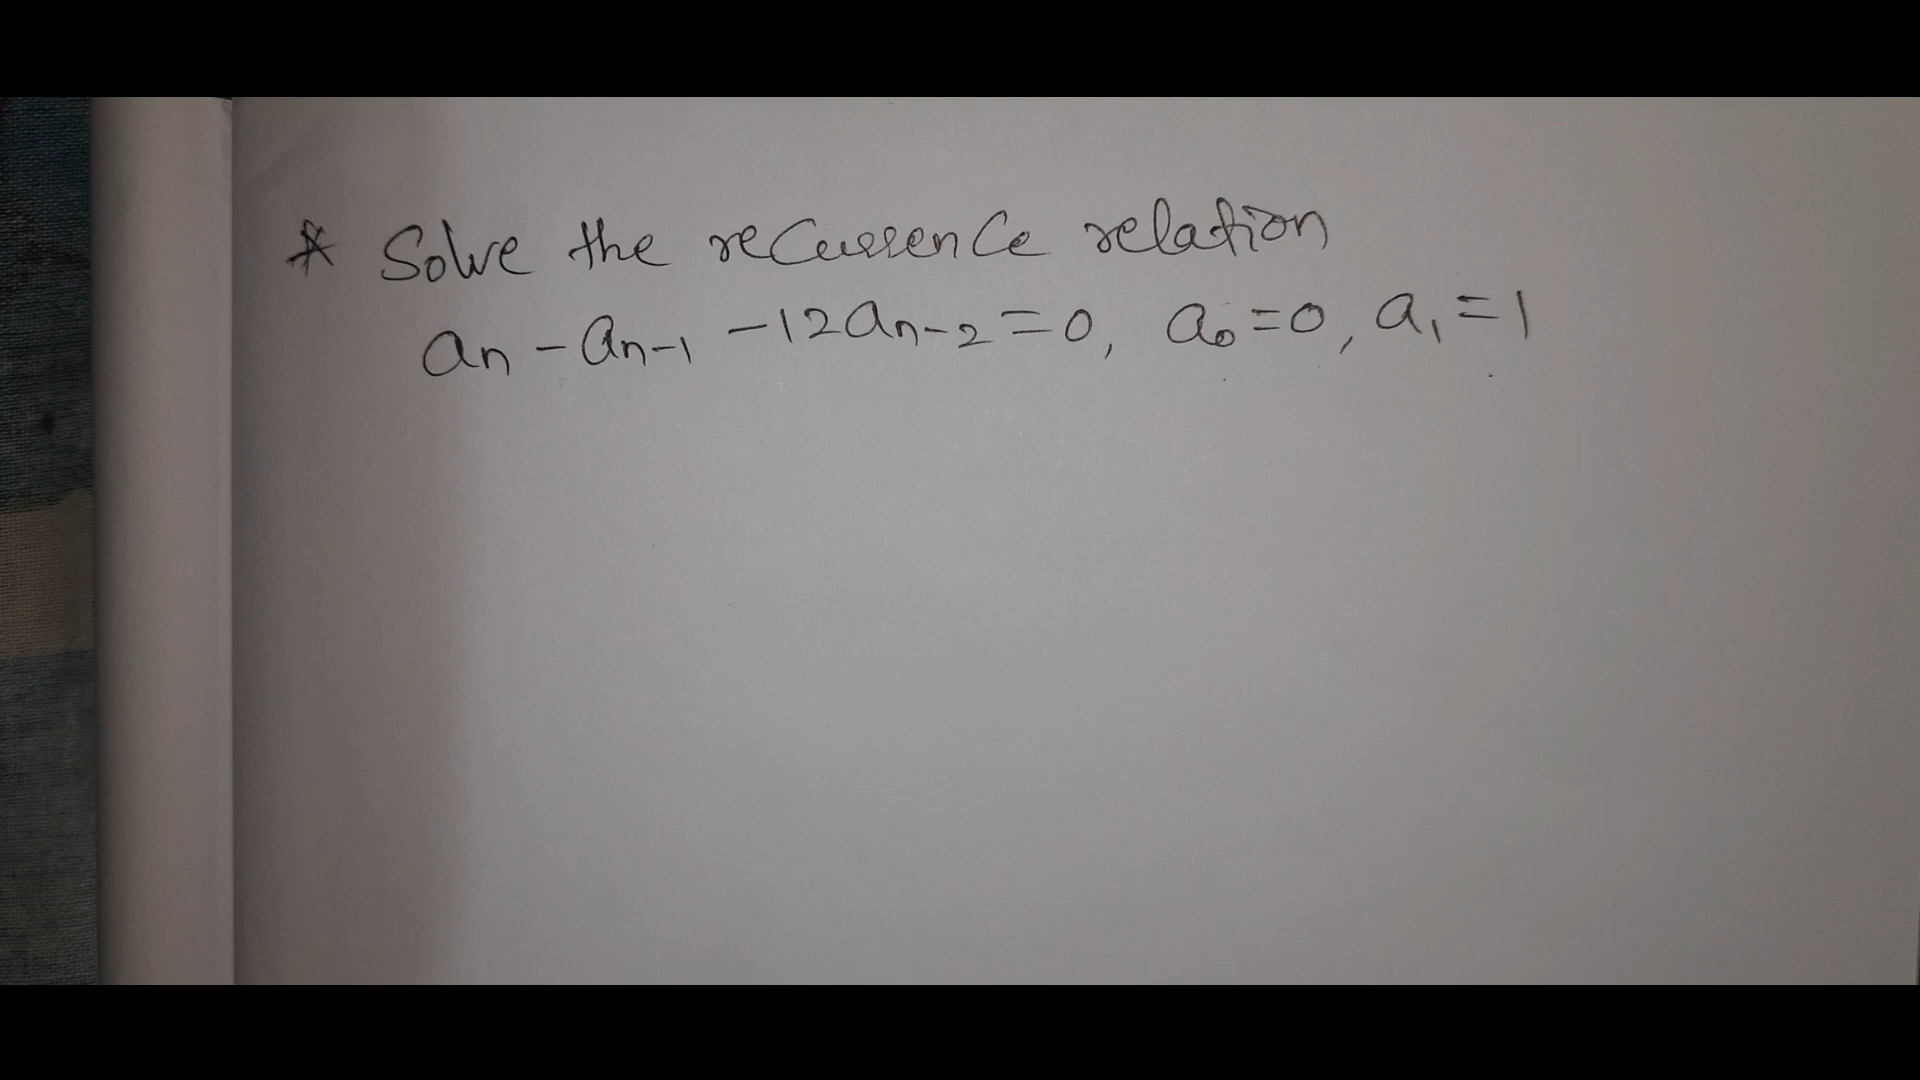 * Solve the recurrence relation
an - an-1 - 12an-2 = 0, a0 = 0, a1 = 1